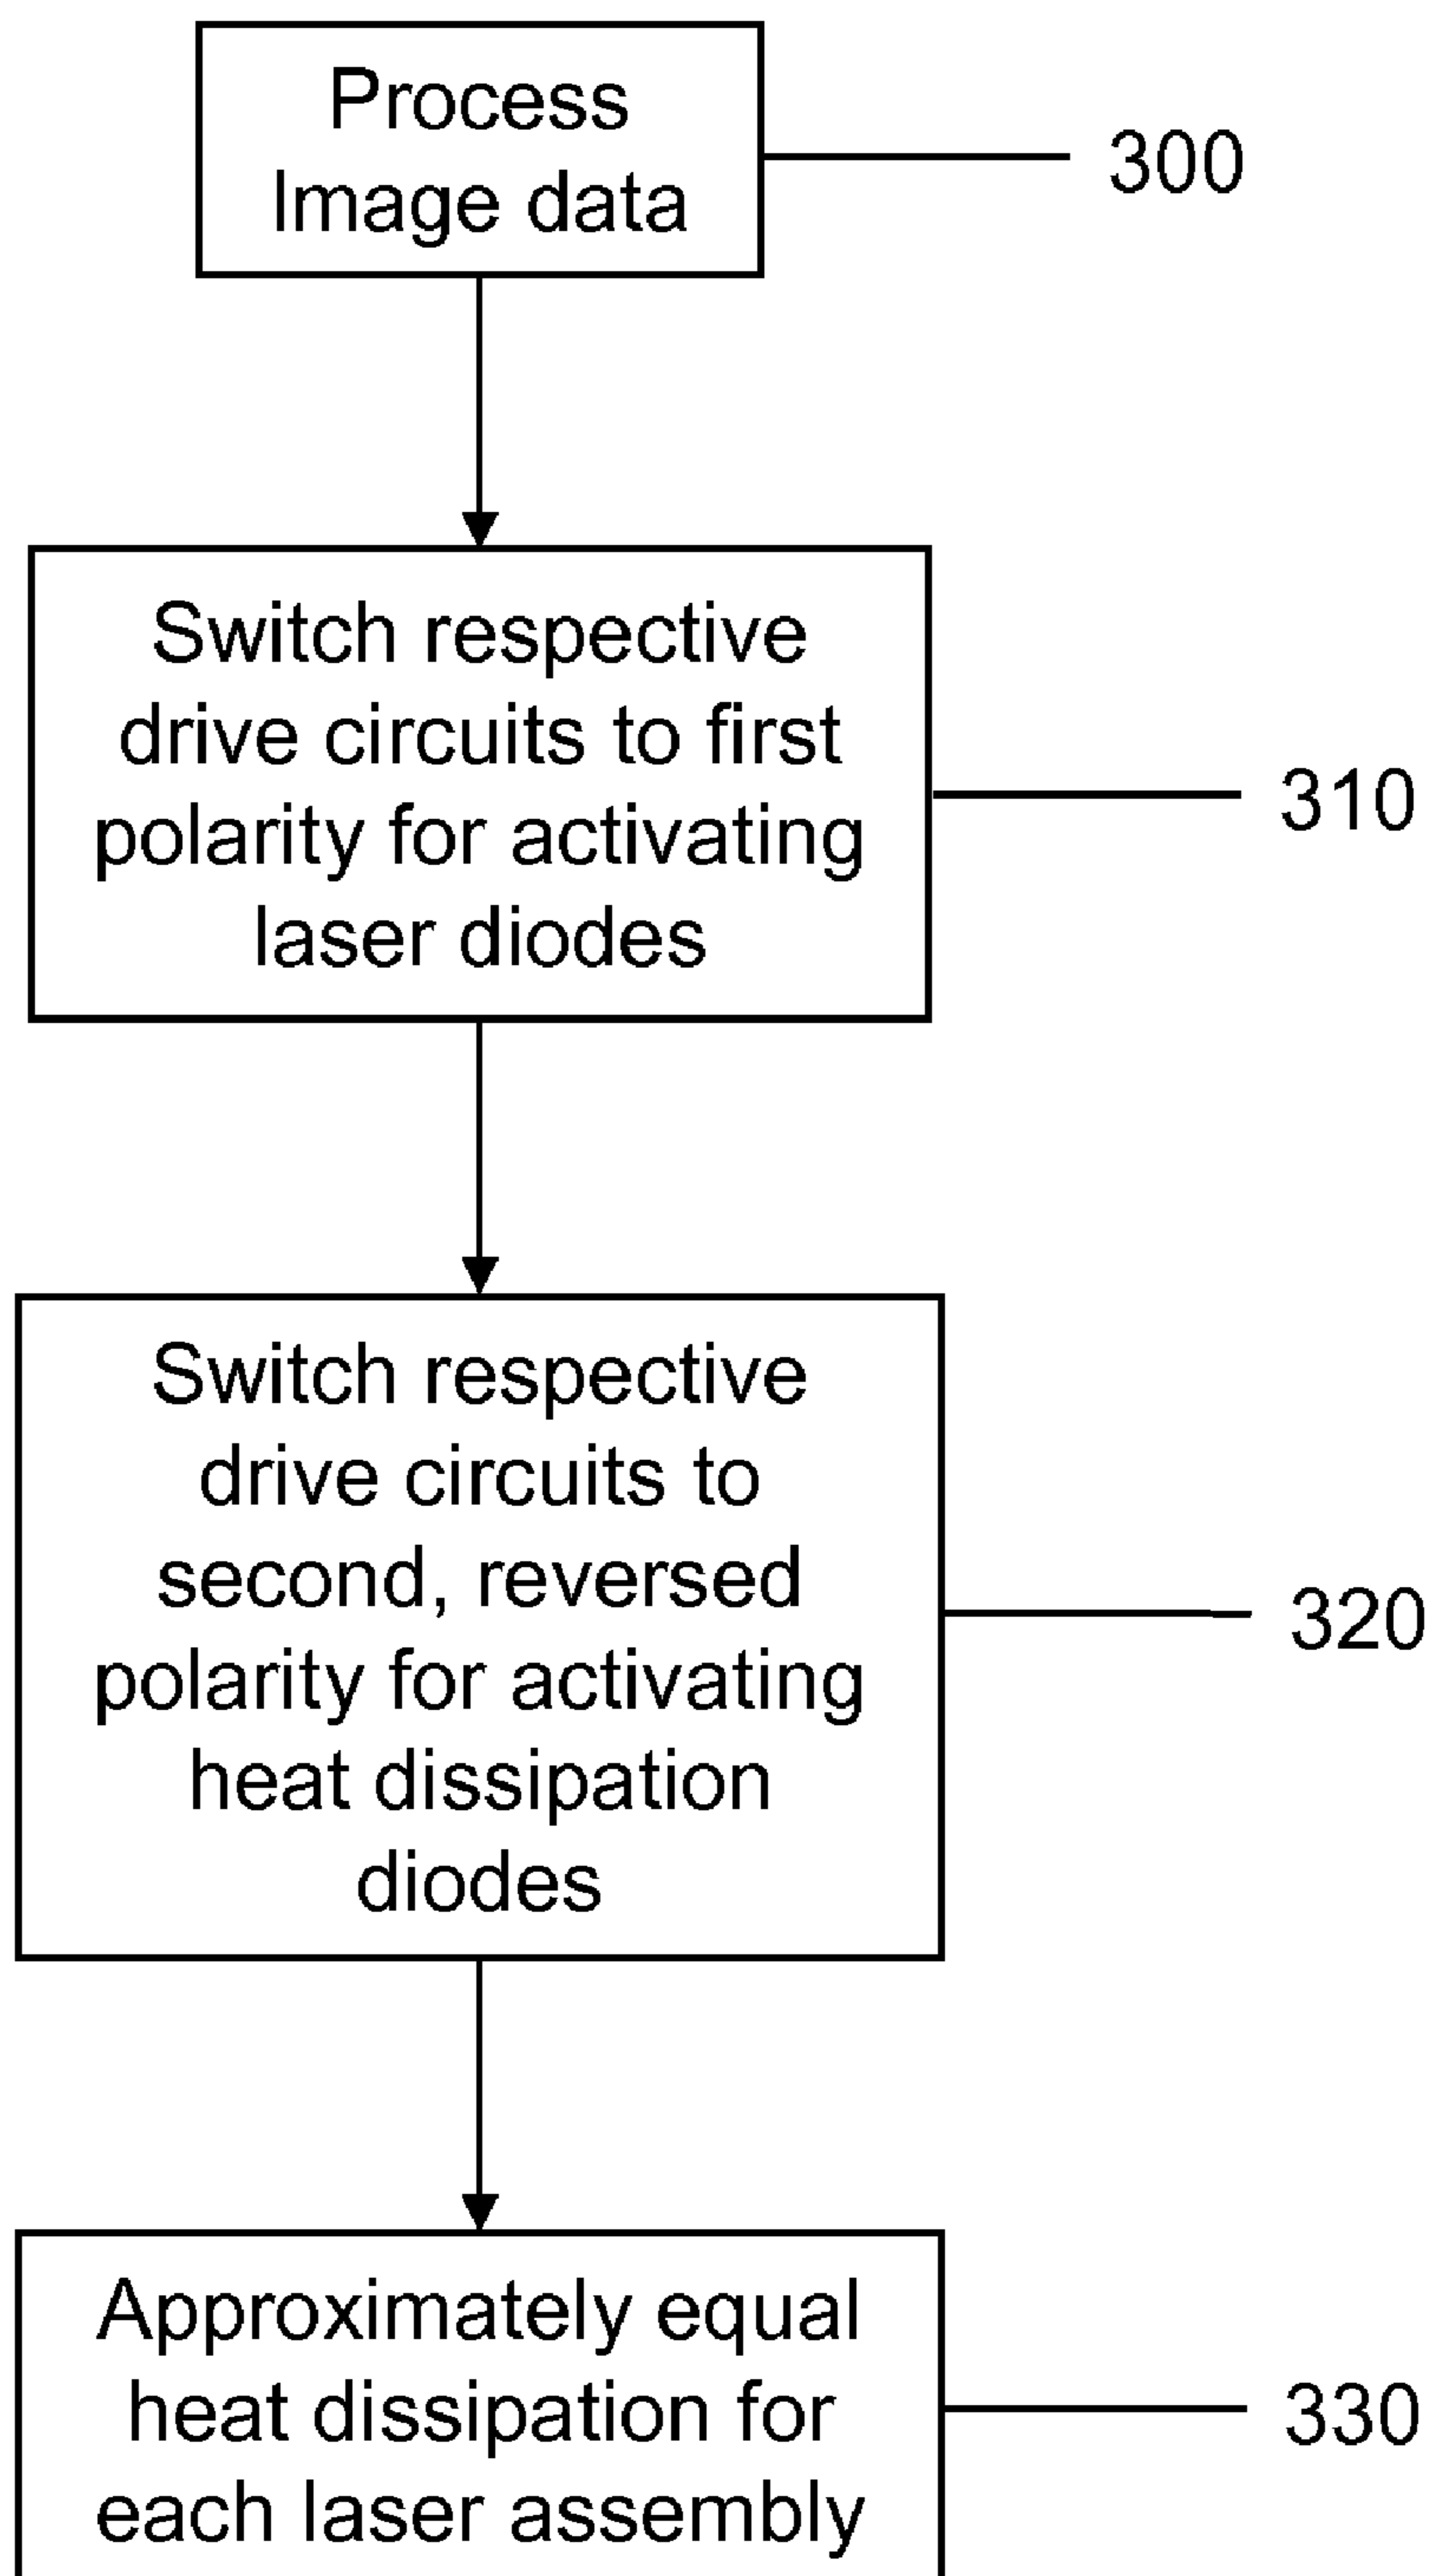 Process
Image data
300
Switch respective
drive circuits to first
polarity for activating
laser diodes
310
Switch respective
drive circuits to
second, reversed
polarity for activating
heat dissipation
diodes
320
Approximately equal
heat dissipation for
each laser assembly
330